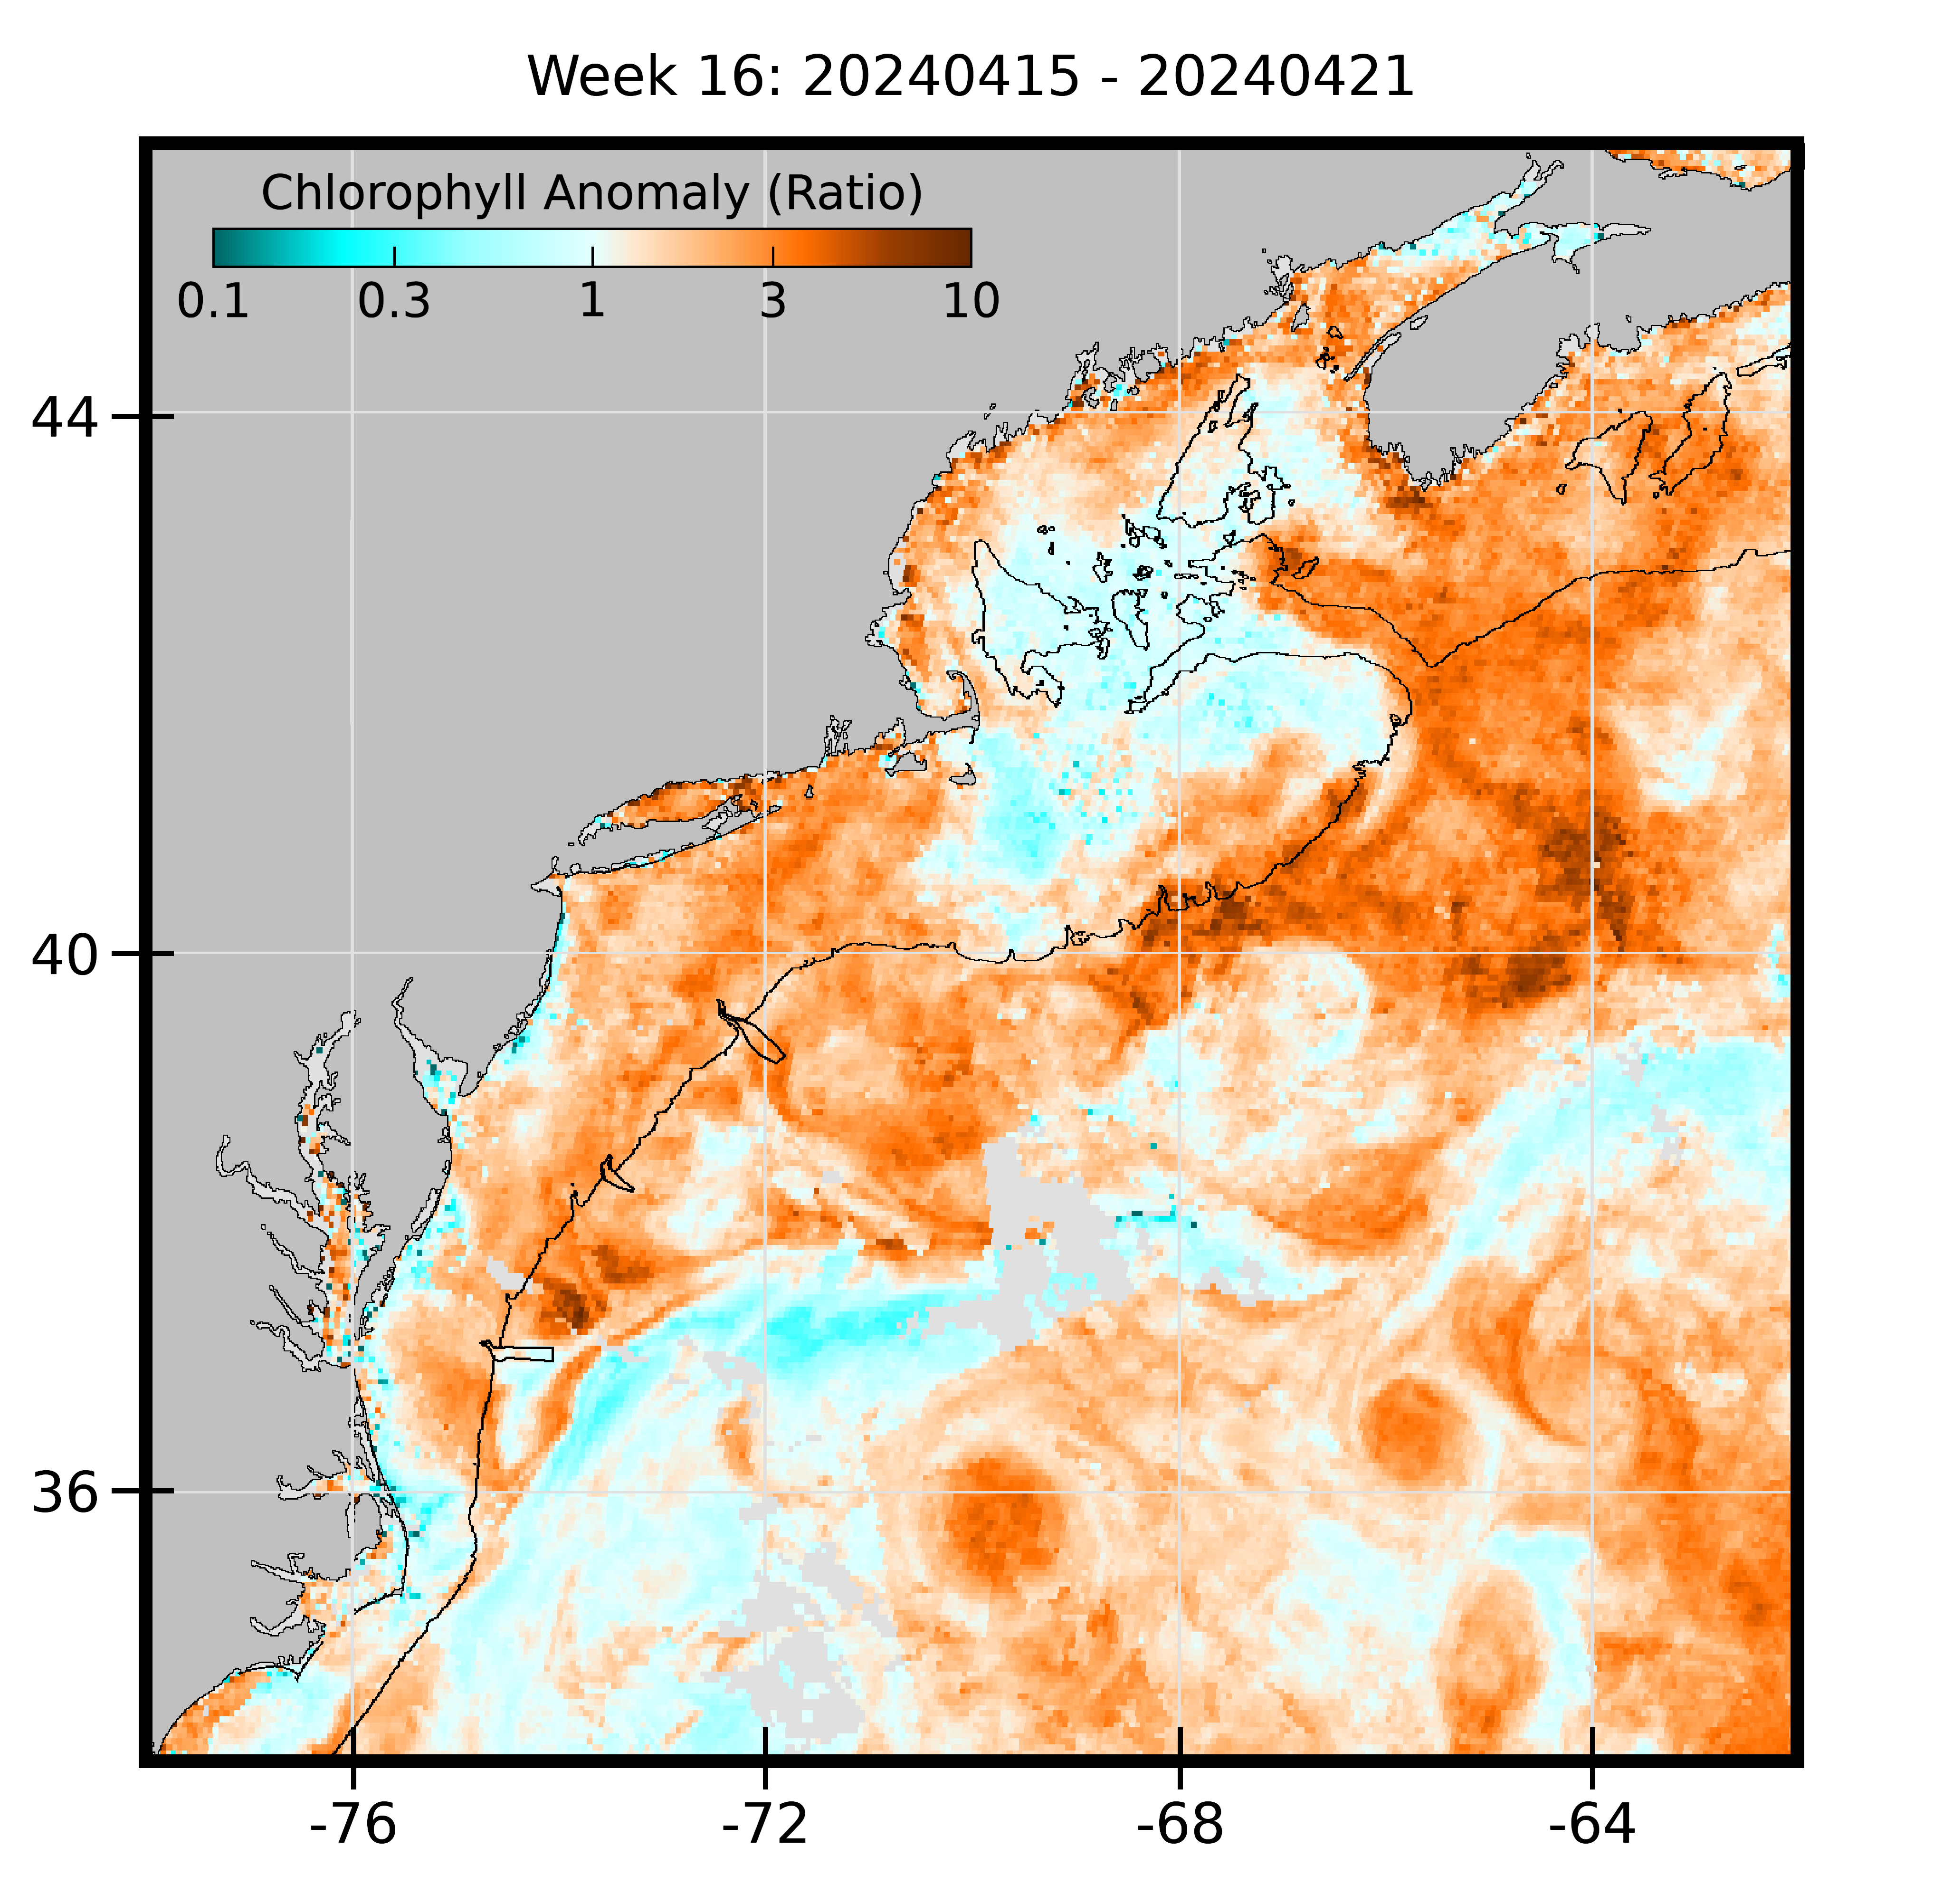 Week 16: 20240415 - 20240421
Chlorophyll Anomaly (Ratio)
0.1 0.3 1 3 10
44
40
36
-76 -72 -68 -64